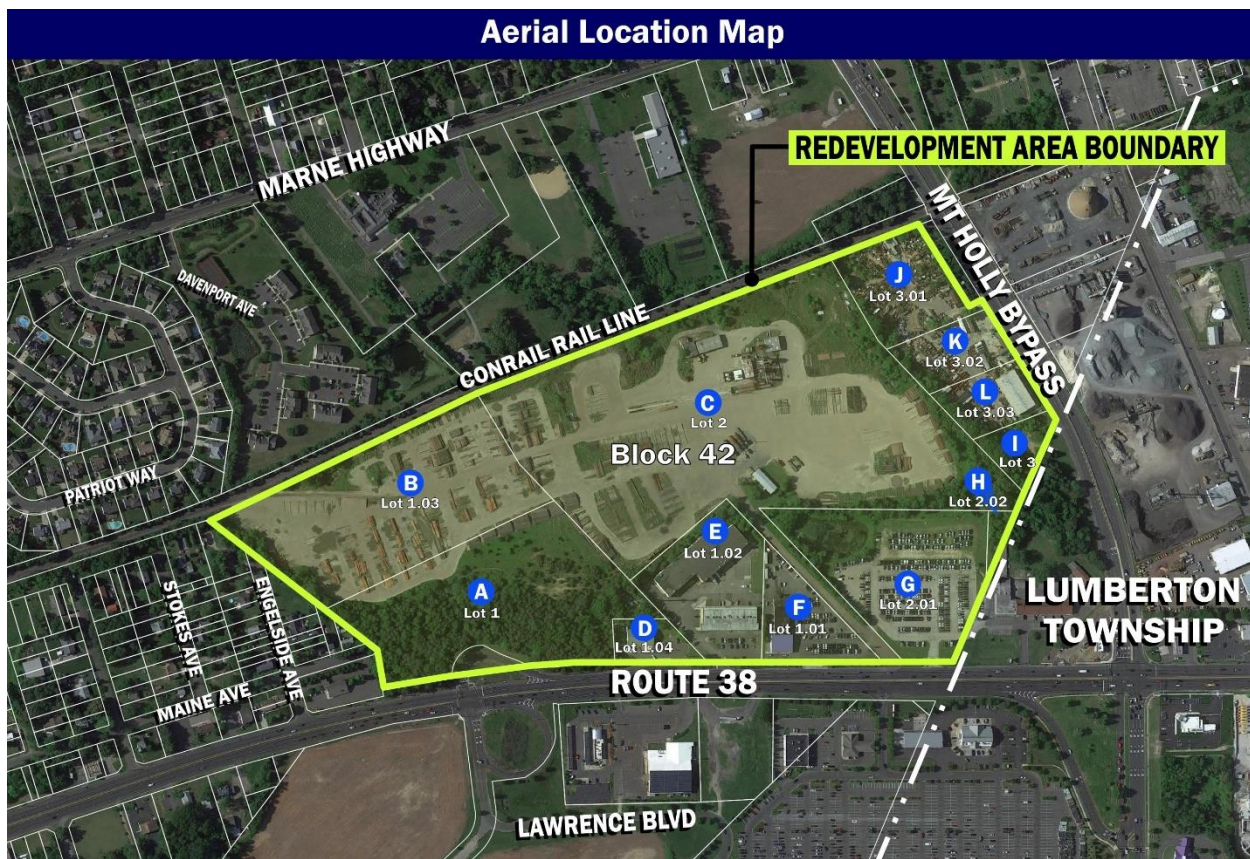 Aerial Location Map
REDEVELOPMENT AREA BOUNDARY
MARNE HIGHWAY
MT HOLLY BYPASS
DAVENPORT AVE
J
Lot 3.01
CONRAIL RAIL LINE
K
Lot 3.02
L
Lot 3.03
C
Lot 2
Block 42
I
Lot 3
PATRIOT WAY
B
Lot 1.03
H
Lot 2.02
E
Lot 1.02
STOKES AVE
ENGELSIDE AVE
A
Lot 1
G
Lot 2.01
F
Lot 1.01
LUMBERTON
TOWNSHIP
D
Lot 1.04
MAINE AVE
ROUTE 38
LAWRENCE BLVD